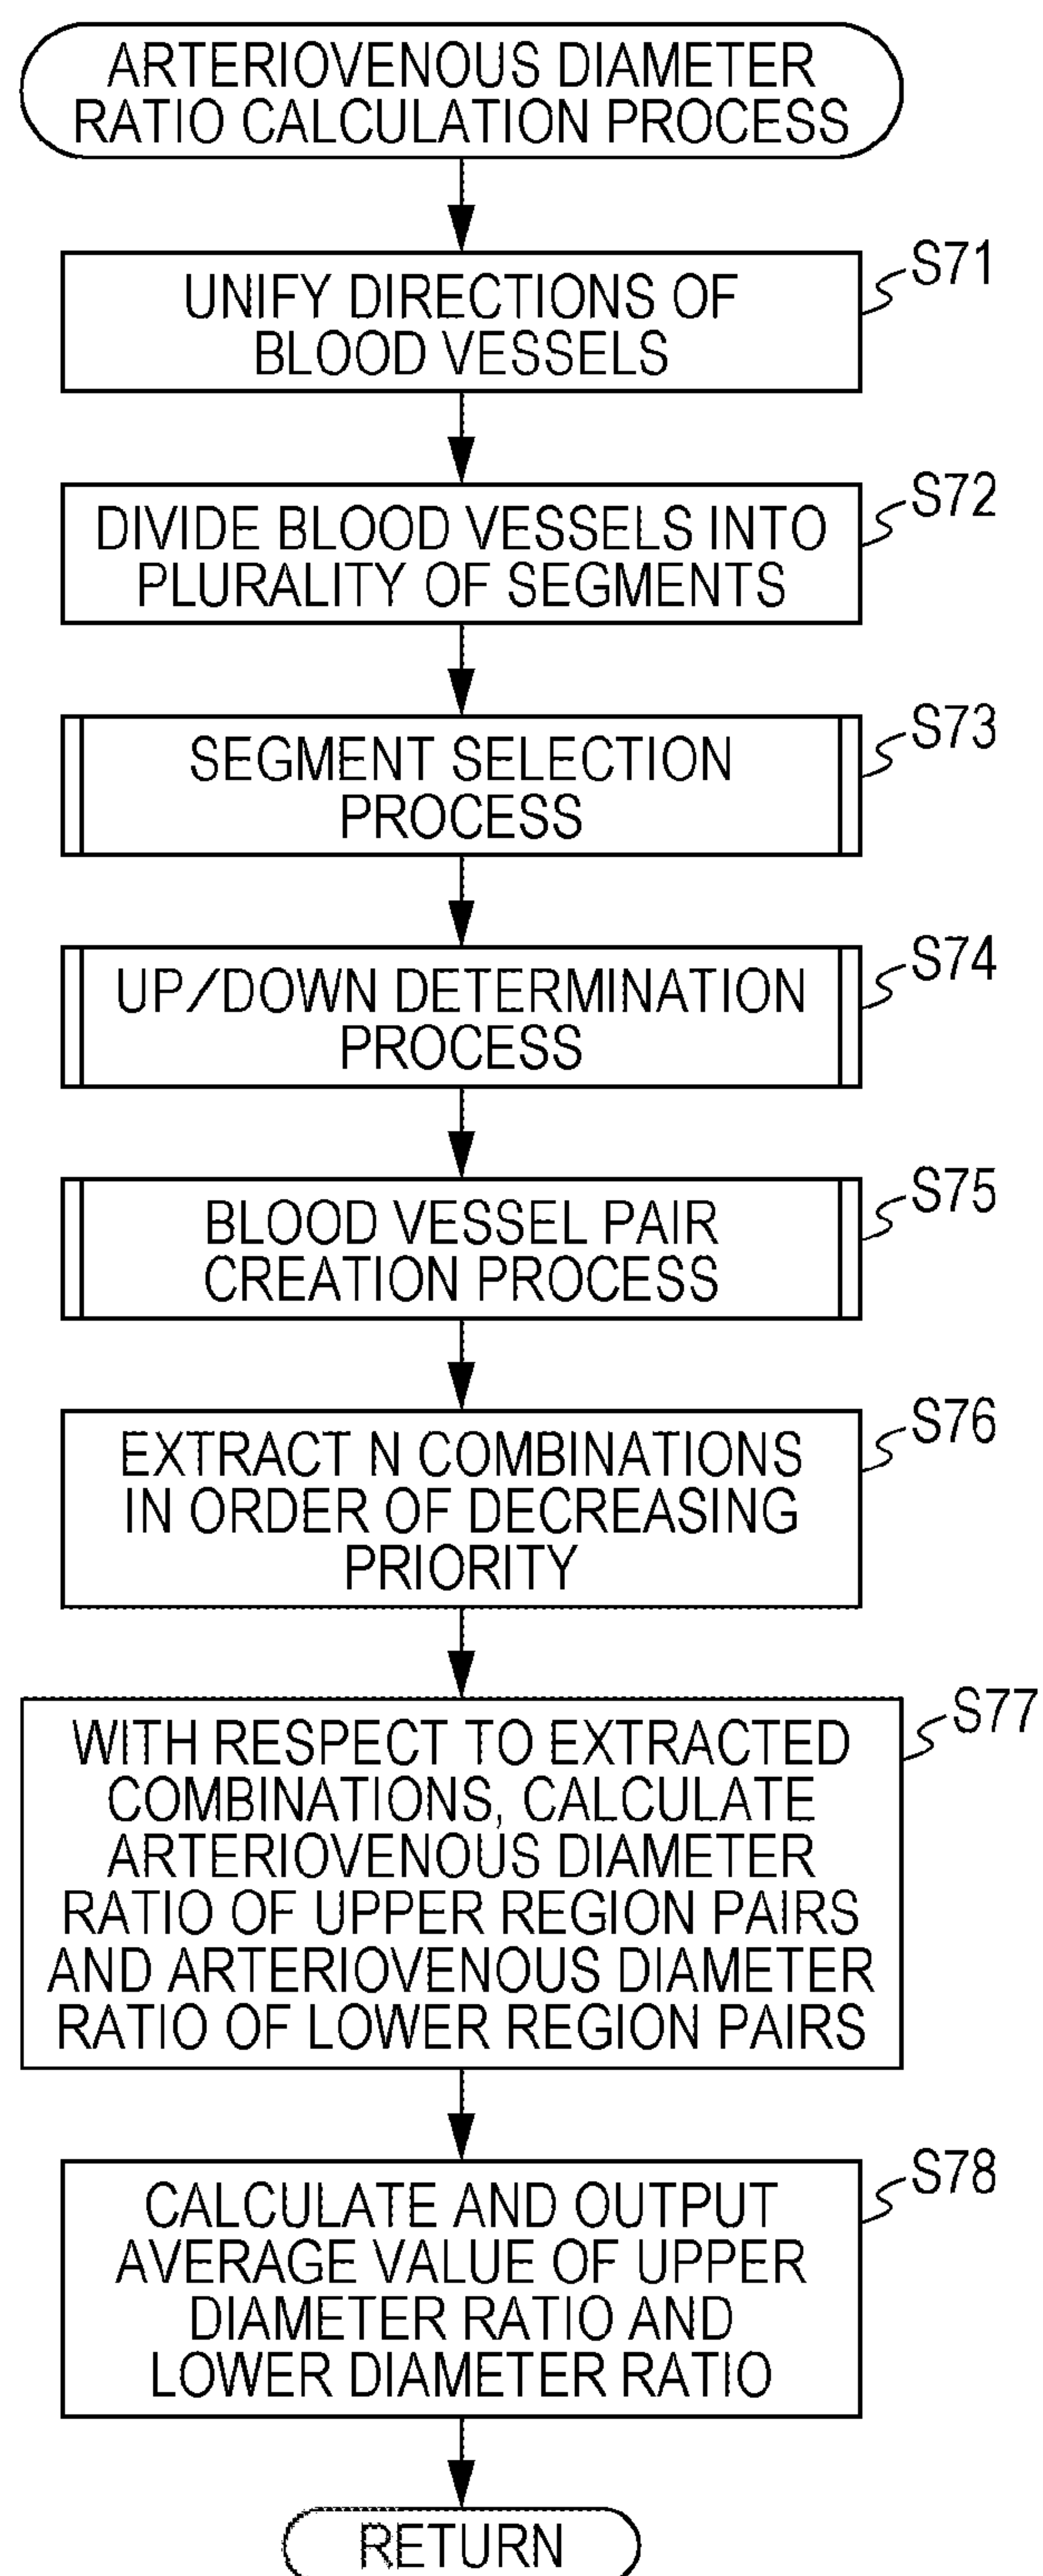 ARTERIOVENOUS DIAMETER
RATIO CALCULATION PROCESS
S71
UNIFY DIRECTIONS OF
BLOOD VESSELS
S72
DIVIDE BLOOD VESSELS INTO
PLURALITY OF SEGMENTS
S73
SEGMENT SELECTION
PROCESS
S74
UP/DOWN DETERMINATION
PROCESS
S75
BLOOD VESSEL PAIR
CREATION PROCESS
S76
EXTRACT N COMBINATIONS
IN ORDER OF DECREASING
PRIORITY
S77
WITH RESPECT TO EXTRACTED
COMBINATIONS, CALCULATE
ARTERIOVENOUS DIAMETER
RATIO OF UPPER REGION PAIRS
AND ARTERIOVENOUS DIAMETER
RATIO OF LOWER REGION PAIRS
S78
CALCULATE AND OUTPUT
AVERAGE VALUE OF UPPER
DIAMETER RATIO AND
LOWER DIAMETER RATIO
RETURN